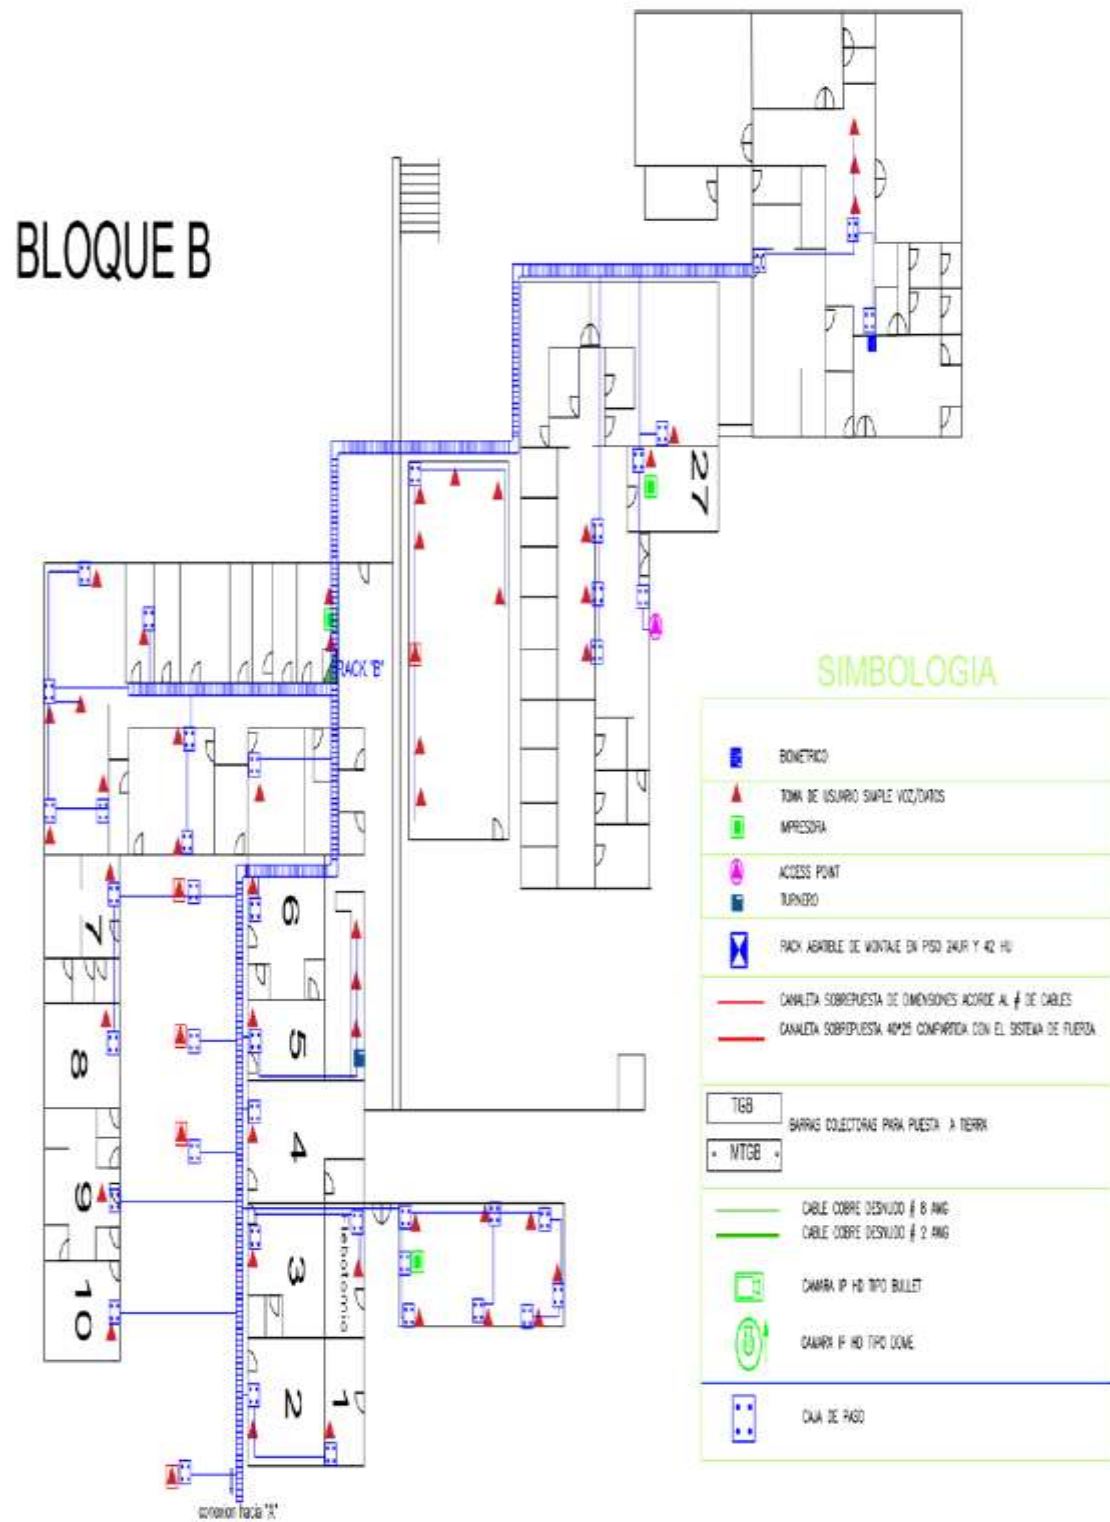 BLOQUE B
27
RACK "B"
SIMBOLOGIA
BIOMETRICO
TOMA DE USUARIO SIMPLE VOZ/DATOS
IMPRESORA
ACCESS POINT
TURNERO
RACK ABATIBLE DE MONTAJE EN PISO 24UR Y 42 HU
CANALETA SOBREPUESTA DE DIMENSIONES ACORDE AL # DE CABLES
CANALETA SOBREPUESTA 40*25 COMPARTIDA CON EL SISTEMA DE FUERZA
TGB
BARRAS COLECTORAS PARA PUESTA A TIERRA
MTGB
CABLE COBRE DESNUDO # 8 AWG
CABLE COBRE DESNUDO # 2 AWG
CAMARA IP HD TIPO BULLET
CAMARA IP HD TIPO DOME
CAJA DE PASO
7
6
8
5
4
9
3
flebotomia
10
2
1
conexion hacia "A"